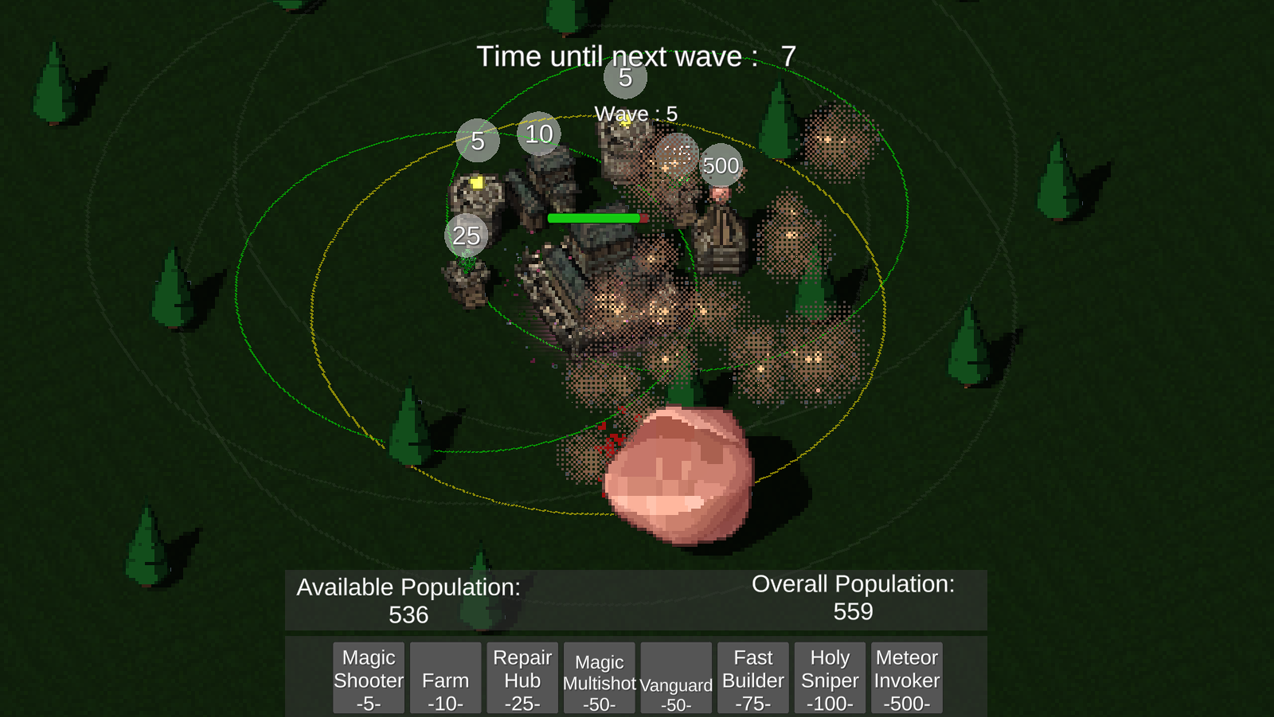 Time until next wave : 7
5
Wave : 5
5
10
500
25
Available Population:
536
Overall Population:
559
Magic
Shooter
-5-
Farm
-10-
Repair
Hub
-25-
Magic
Multishot
-50-
Vanguard
-50-
Fast
Builder
-75-
Holy
Sniper
-100-
Meteor
Invoker
-500-